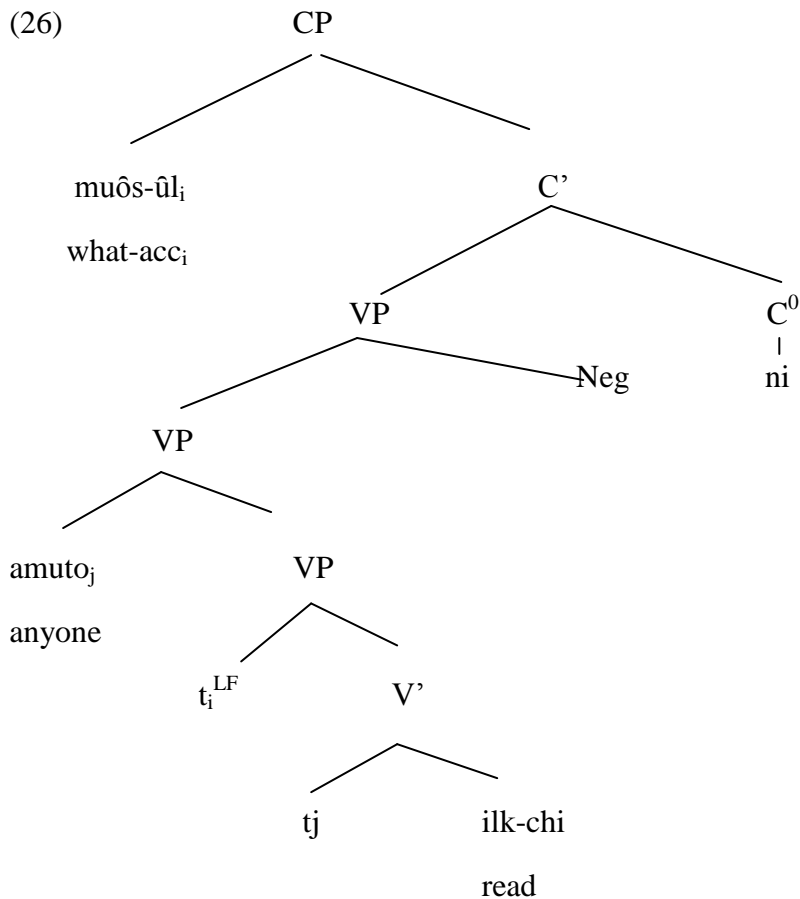 (26) CP
muôs-ûlᵢ C’
what-accᵢ
VP C⁰
Neg ni
VP
amutoⱼ VP
anyone
tᵢᴸᶠ V’
tj ilk-chi
read